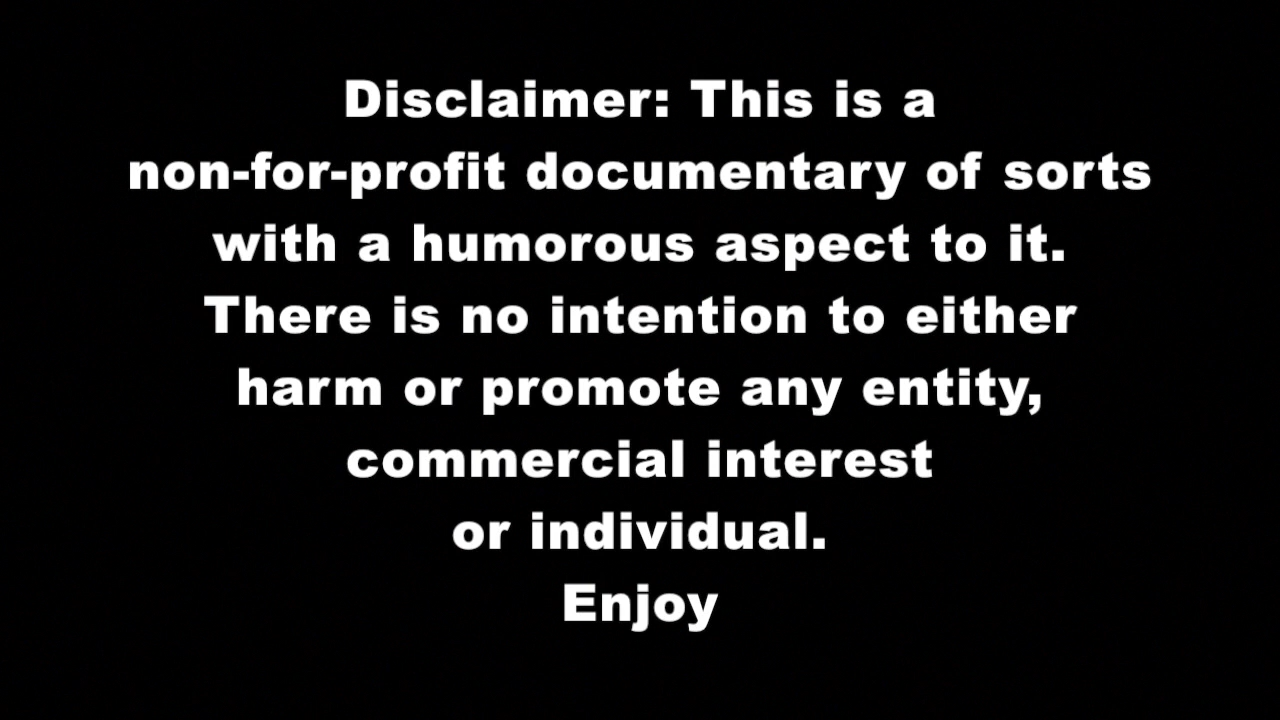 Disclaimer: This is a
non-for-profit documentary of sorts
with a humorous aspect to it.
There is no intention to either
harm or promote any entity,
commercial interest
or individual.
Enjoy